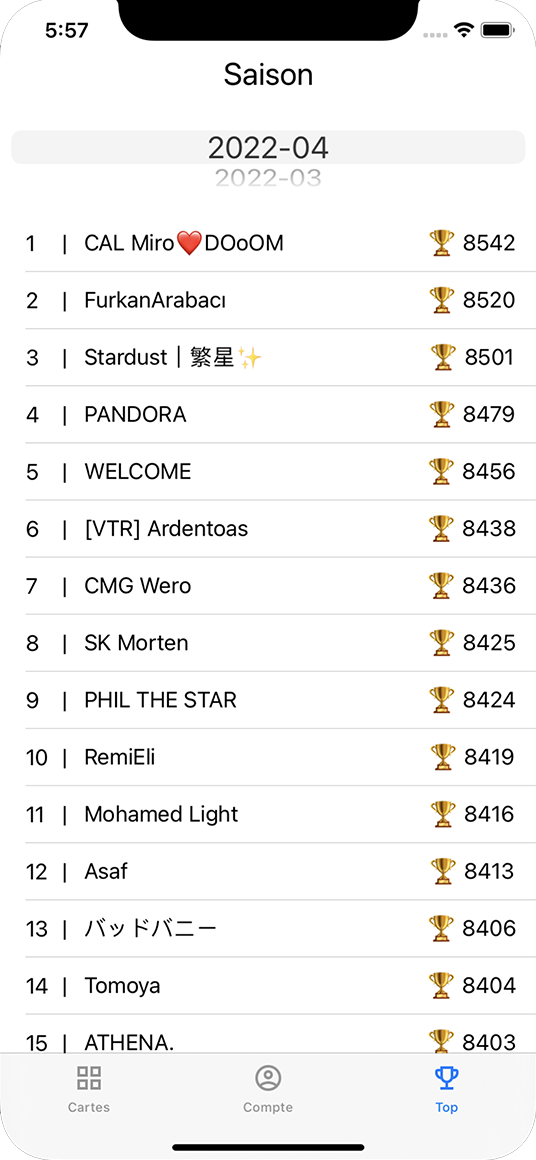 5:57
Saison
2022-04
2022-03
1 | CAL Miro❤️DOoOM 🏆 8542
2 | FurkanArabacı 🏆 8520
3 | Stardust | 繁星✨ 🏆 8501
4 | PANDORA 🏆 8479
5 | WELCOME 🏆 8456
6 | [VTR] Ardentoas 🏆 8438
7 | CMG Wero 🏆 8436
8 | SK Morten 🏆 8425
9 | PHIL THE STAR 🏆 8424
10 | RemiEli 🏆 8419
11 | Mohamed Light 🏆 8416
12 | Asaf 🏆 8413
13 | バッドバニー 🏆 8406
14 | Tomoya 🏆 8404
15 | ATHENA. 🏆 8403
Cartes Compte Top